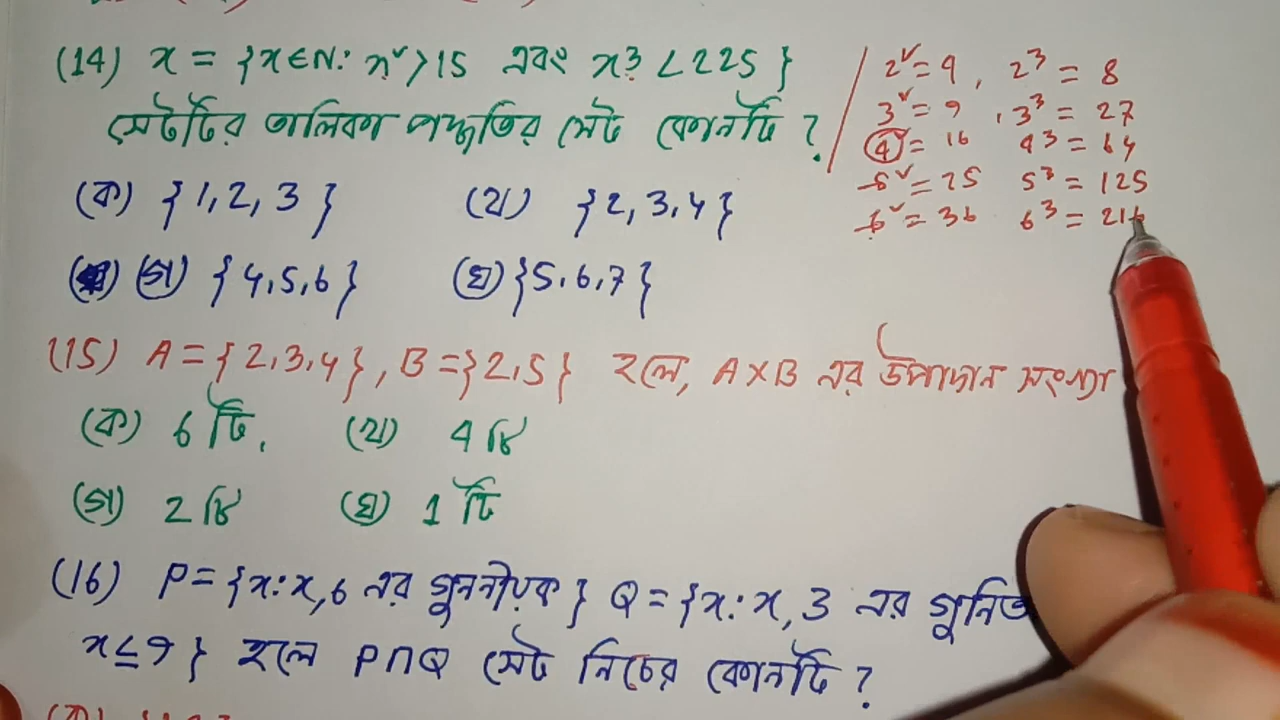 (14) x = {x∈N: x² > 15 এবং x³ < 225}
সেটটির তালিকা পদ্ধতির সেট কোনটি ?
(ক) {1, 2, 3}   (খ) {2, 3, 4}
(গ) {4, 5, 6}   (ঘ) {5, 6, 7}
2² = 9 , 2³ = 8
3² = 9 , 3³ = 27
4² = 16   4³ = 64
5² = 25   5³ = 125
6² = 36   6³ = 216
(15) A = {2, 3, 4}, B = {2, 5} হলে, A×B এর উপাদান সংখ্যা
(ক) 6 টি.   (খ) 4 টি
(গ) 2 টি   (ঘ) 1 টি
(16) P = {x: x, 6 এর গুননীয়ক} Q = {x: x, 3 এর গুনিত
x ≤ 9} হলে P∩Q সেট নিচের কোনটি ?